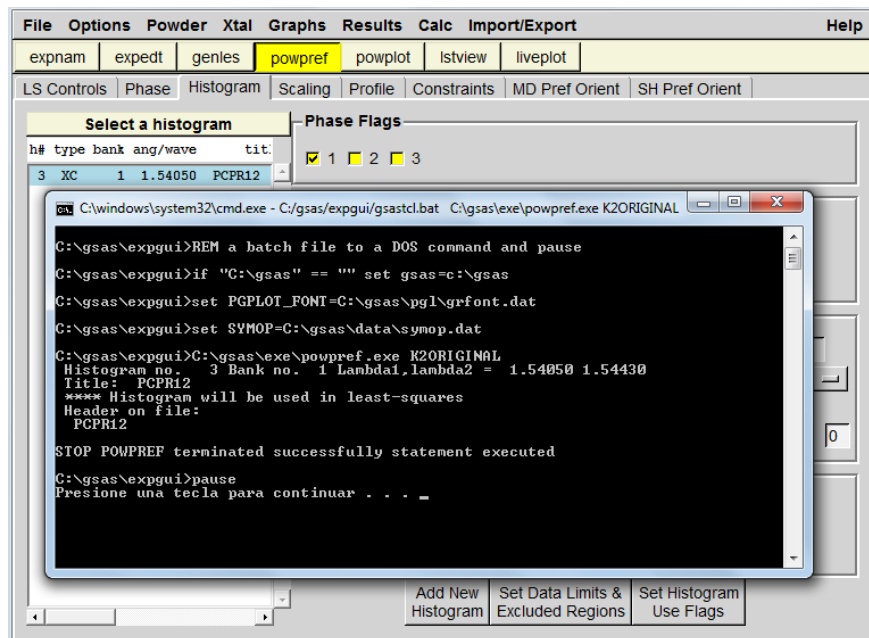 File Options Powder Xtal Graphs Results Calc Import/Export Help
expnam expedt genles powpref powplot lstview liveplot
LS Controls Phase Histogram Scaling Profile Constraints MD Pref Orient SH Pref Orient
Select a histogram
Phase Flags
h# type bank ang/wave tit
1 2 3
3 XC 1 1.54050 PCPR12
C:\windows\system32\cmd.exe - C:/gsas/expgui/gsastcl.bat C:\gsas\exe\powpref.exe K2ORIGINAL
C:\gsas\expgui>REM a batch file to a DOS command and pause
C:\gsas\expgui>if "C:\gsas" == "" set gsas=c:\gsas
C:\gsas\expgui>set PGPLOT_FONT=C:\gsas\pgl\grfont.dat
C:\gsas\expgui>set SYMOP=C:\gsas\data\symop.dat
C:\gsas\expgui>C:\gsas\exe\powpref.exe K2ORIGINAL
Histogram no. 3 Bank no. 1 Lambda1,lambda2 = 1.54050 1.54430
Title: PCPR12
**** Histogram will be used in least-squares
Header on file:
PCPR12
STOP POWPREF terminated successfully statement executed
C:\gsas\expgui>pause
Presione una tecla para continuar . . . _
0
Add New
Histogram
Set Data Limits &
Excluded Regions
Set Histogram
Use Flags